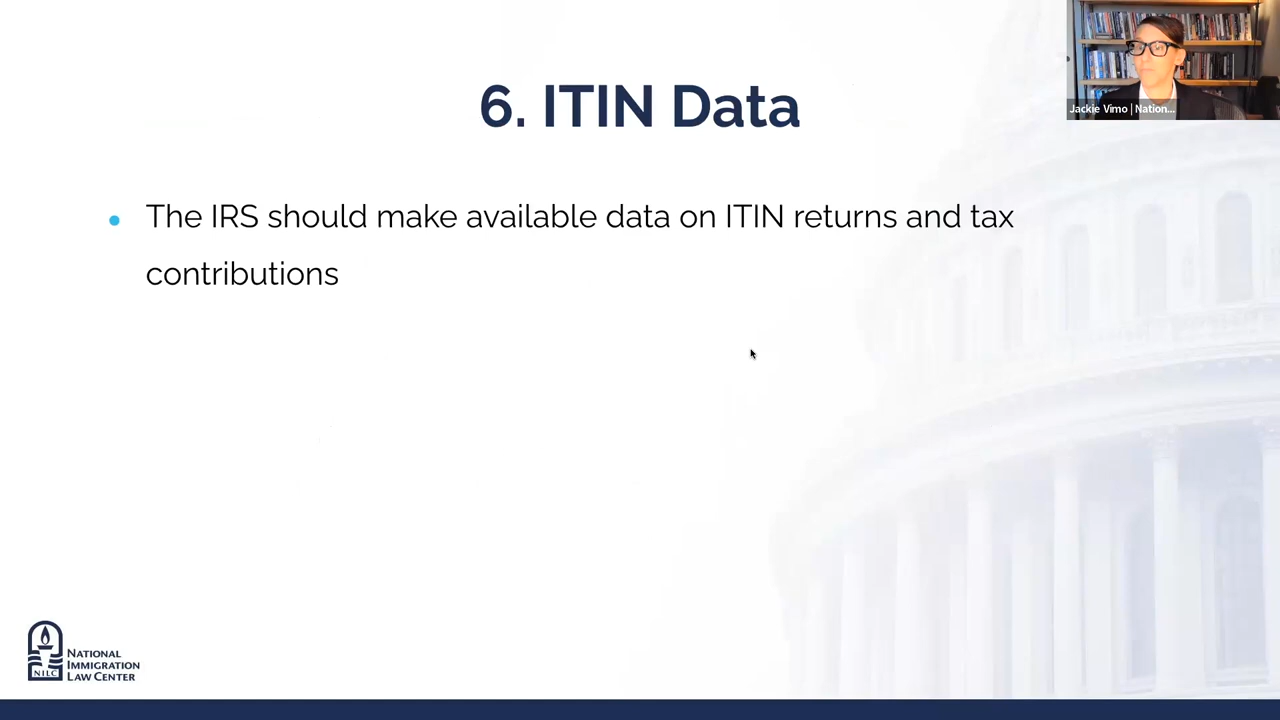 6. ITIN Data
Jackie Vimo | Nation...
The IRS should make available data on ITIN returns and tax
contributions
NILC
NATIONAL
IMMIGRATION
LAW CENTER